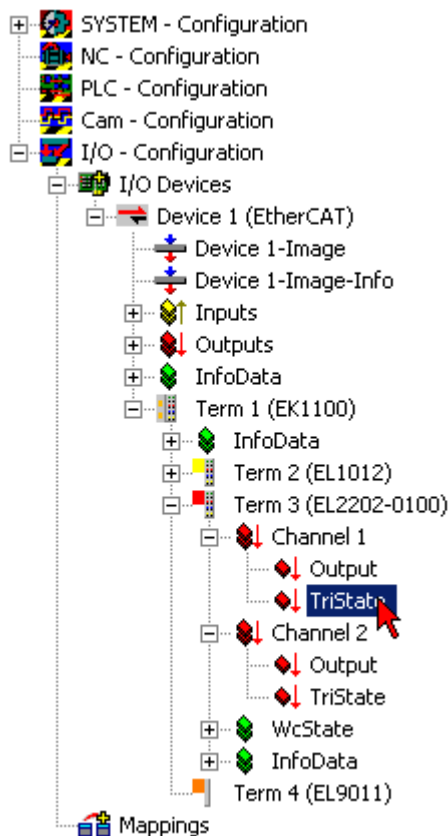 SYSTEM - Configuration
NC - Configuration
PLC - Configuration
Cam - Configuration
I/O - Configuration
I/O Devices
Device 1 (EtherCAT)
Device 1-Image
Device 1-Image-Info
Inputs
Outputs
InfoData
Term 1 (EK1100)
InfoData
Term 2 (EL1012)
Term 3 (EL2202-0100)
Channel 1
Output
TriState
Channel 2
Output
TriState
WcState
InfoData
Term 4 (EL9011)
Mappings